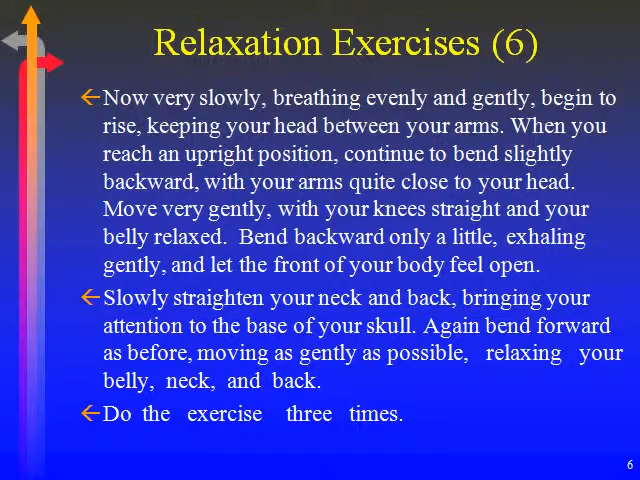 Relaxation Exercises (6)
Now very slowly, breathing evenly and gently, begin to
rise, keeping your head between your arms. When you
reach an upright position, continue to bend slightly
backward, with your arms quite close to your head.
Move very gently, with your knees straight and your
belly relaxed.  Bend backward only a little, exhaling
gently, and let the front of your body feel open.
Slowly straighten your neck and back, bringing your
attention to the base of your skull. Again bend forward
as before, moving as gently as possible,   relaxing   your
belly,  neck,  and  back.
Do  the   exercise    three   times.
6